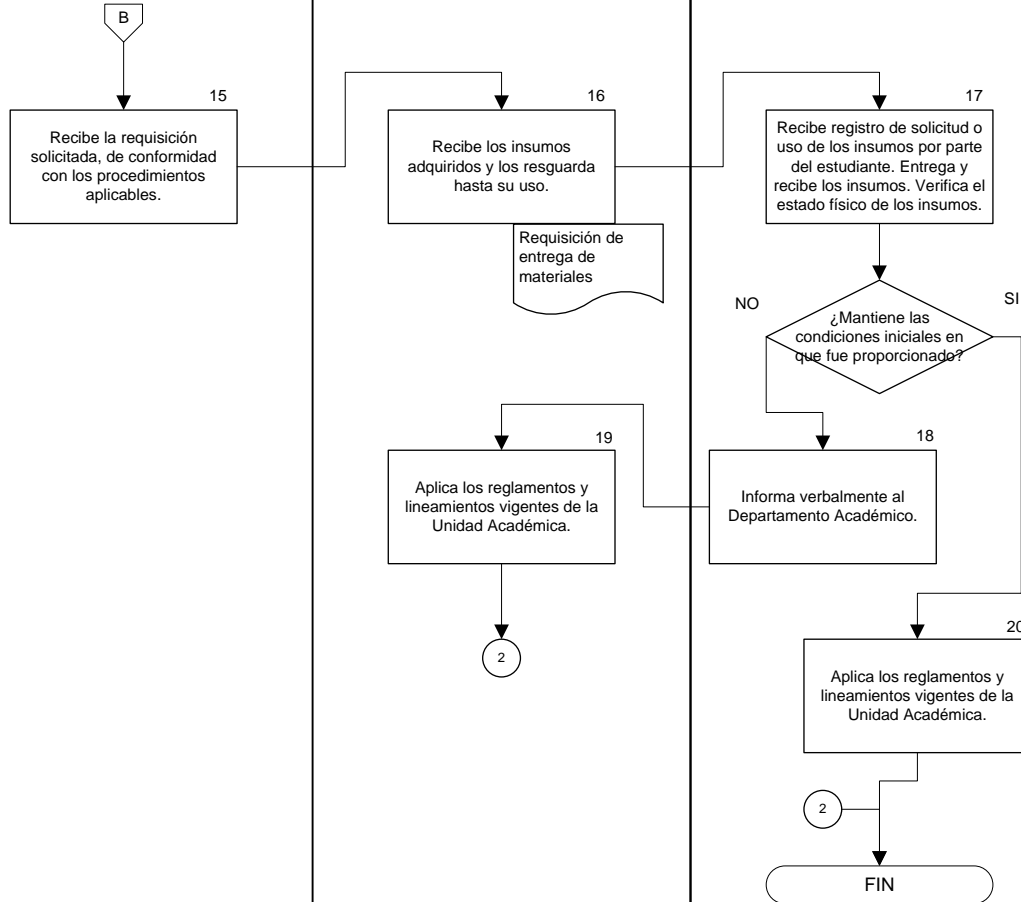 B
15
Recibe la requisición
solicitada, de conformidad
con los procedimientos
aplicables.
16
Recibe los insumos
adquiridos y los resguarda
hasta su uso.
Requisición de
entrega de
materiales
17
Recibe registro de solicitud o
uso de los insumos por parte
del estudiante. Entrega y
recibe los insumos. Verifica el
estado físico de los insumos.
NO
SI
¿Mantiene las
condiciones iniciales en
que fue proporcionado?
18
Informa verbalmente al
Departamento Académico.
19
Aplica los reglamentos y
lineamientos vigentes de la
Unidad Académica.
2
20
Aplica los reglamentos y
lineamientos vigentes de la
Unidad Académica.
2
FIN